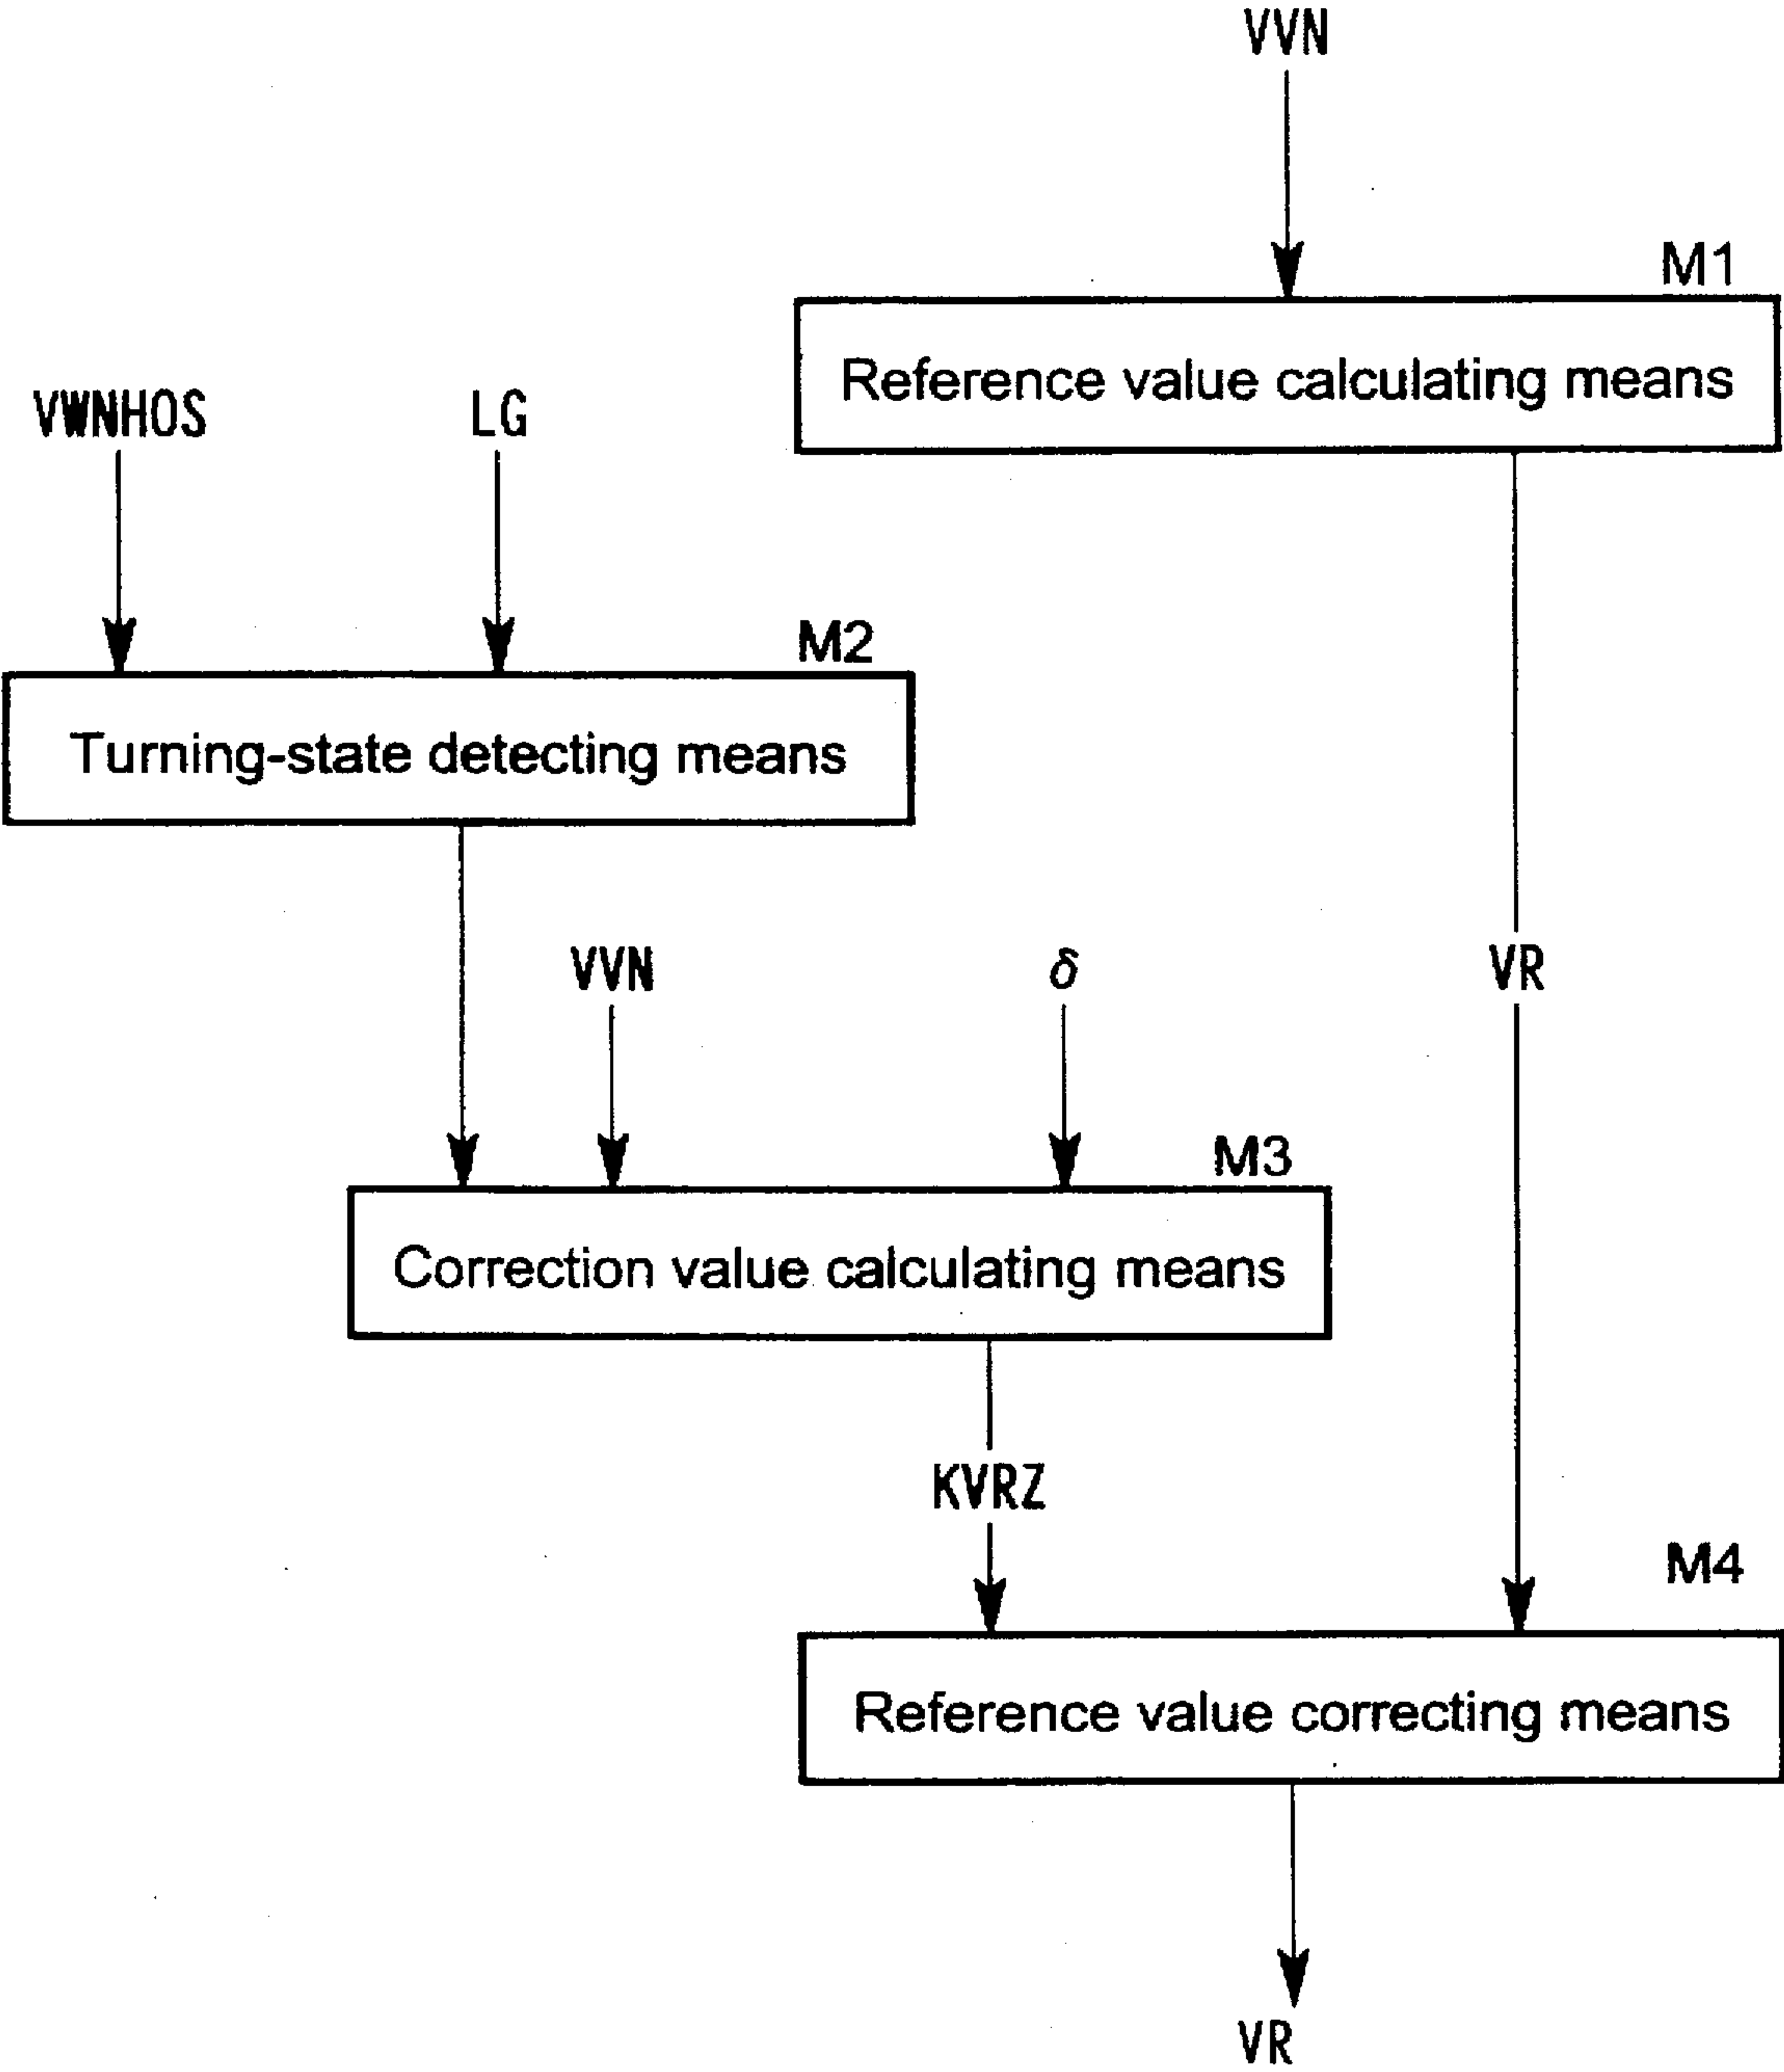 VVN
M1
Reference value calculating means
VWNHOS LG
M2
Turning-state detecting means
VVN δ VR
M3
Correction value calculating means
KVRZ
M4
Reference value correcting means
VR